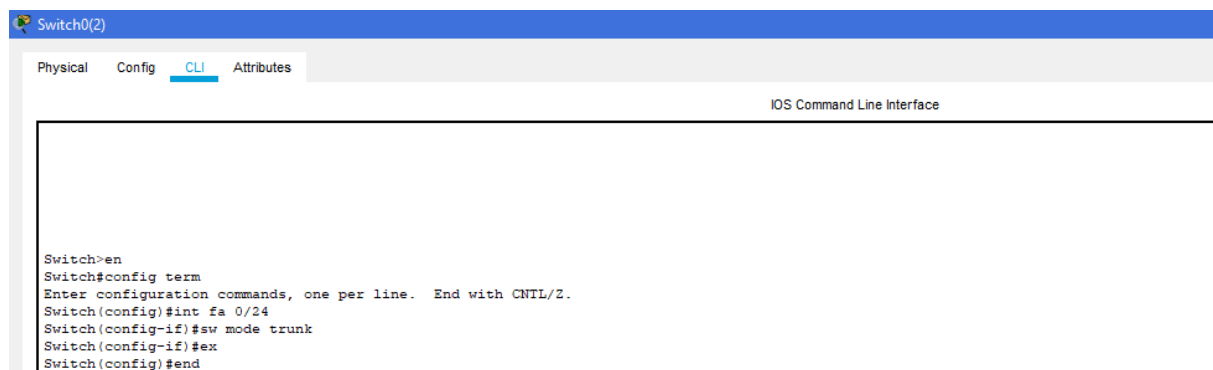 Switch0(2)
Physical Config CLI Attributes
IOS Command Line Interface
Switch>en
Switch#config term
Enter configuration commands, one per line.  End with CNTL/Z.
Switch(config)#int fa 0/24
Switch(config-if)#sw mode trunk
Switch(config-if)#ex
Switch(config)#end